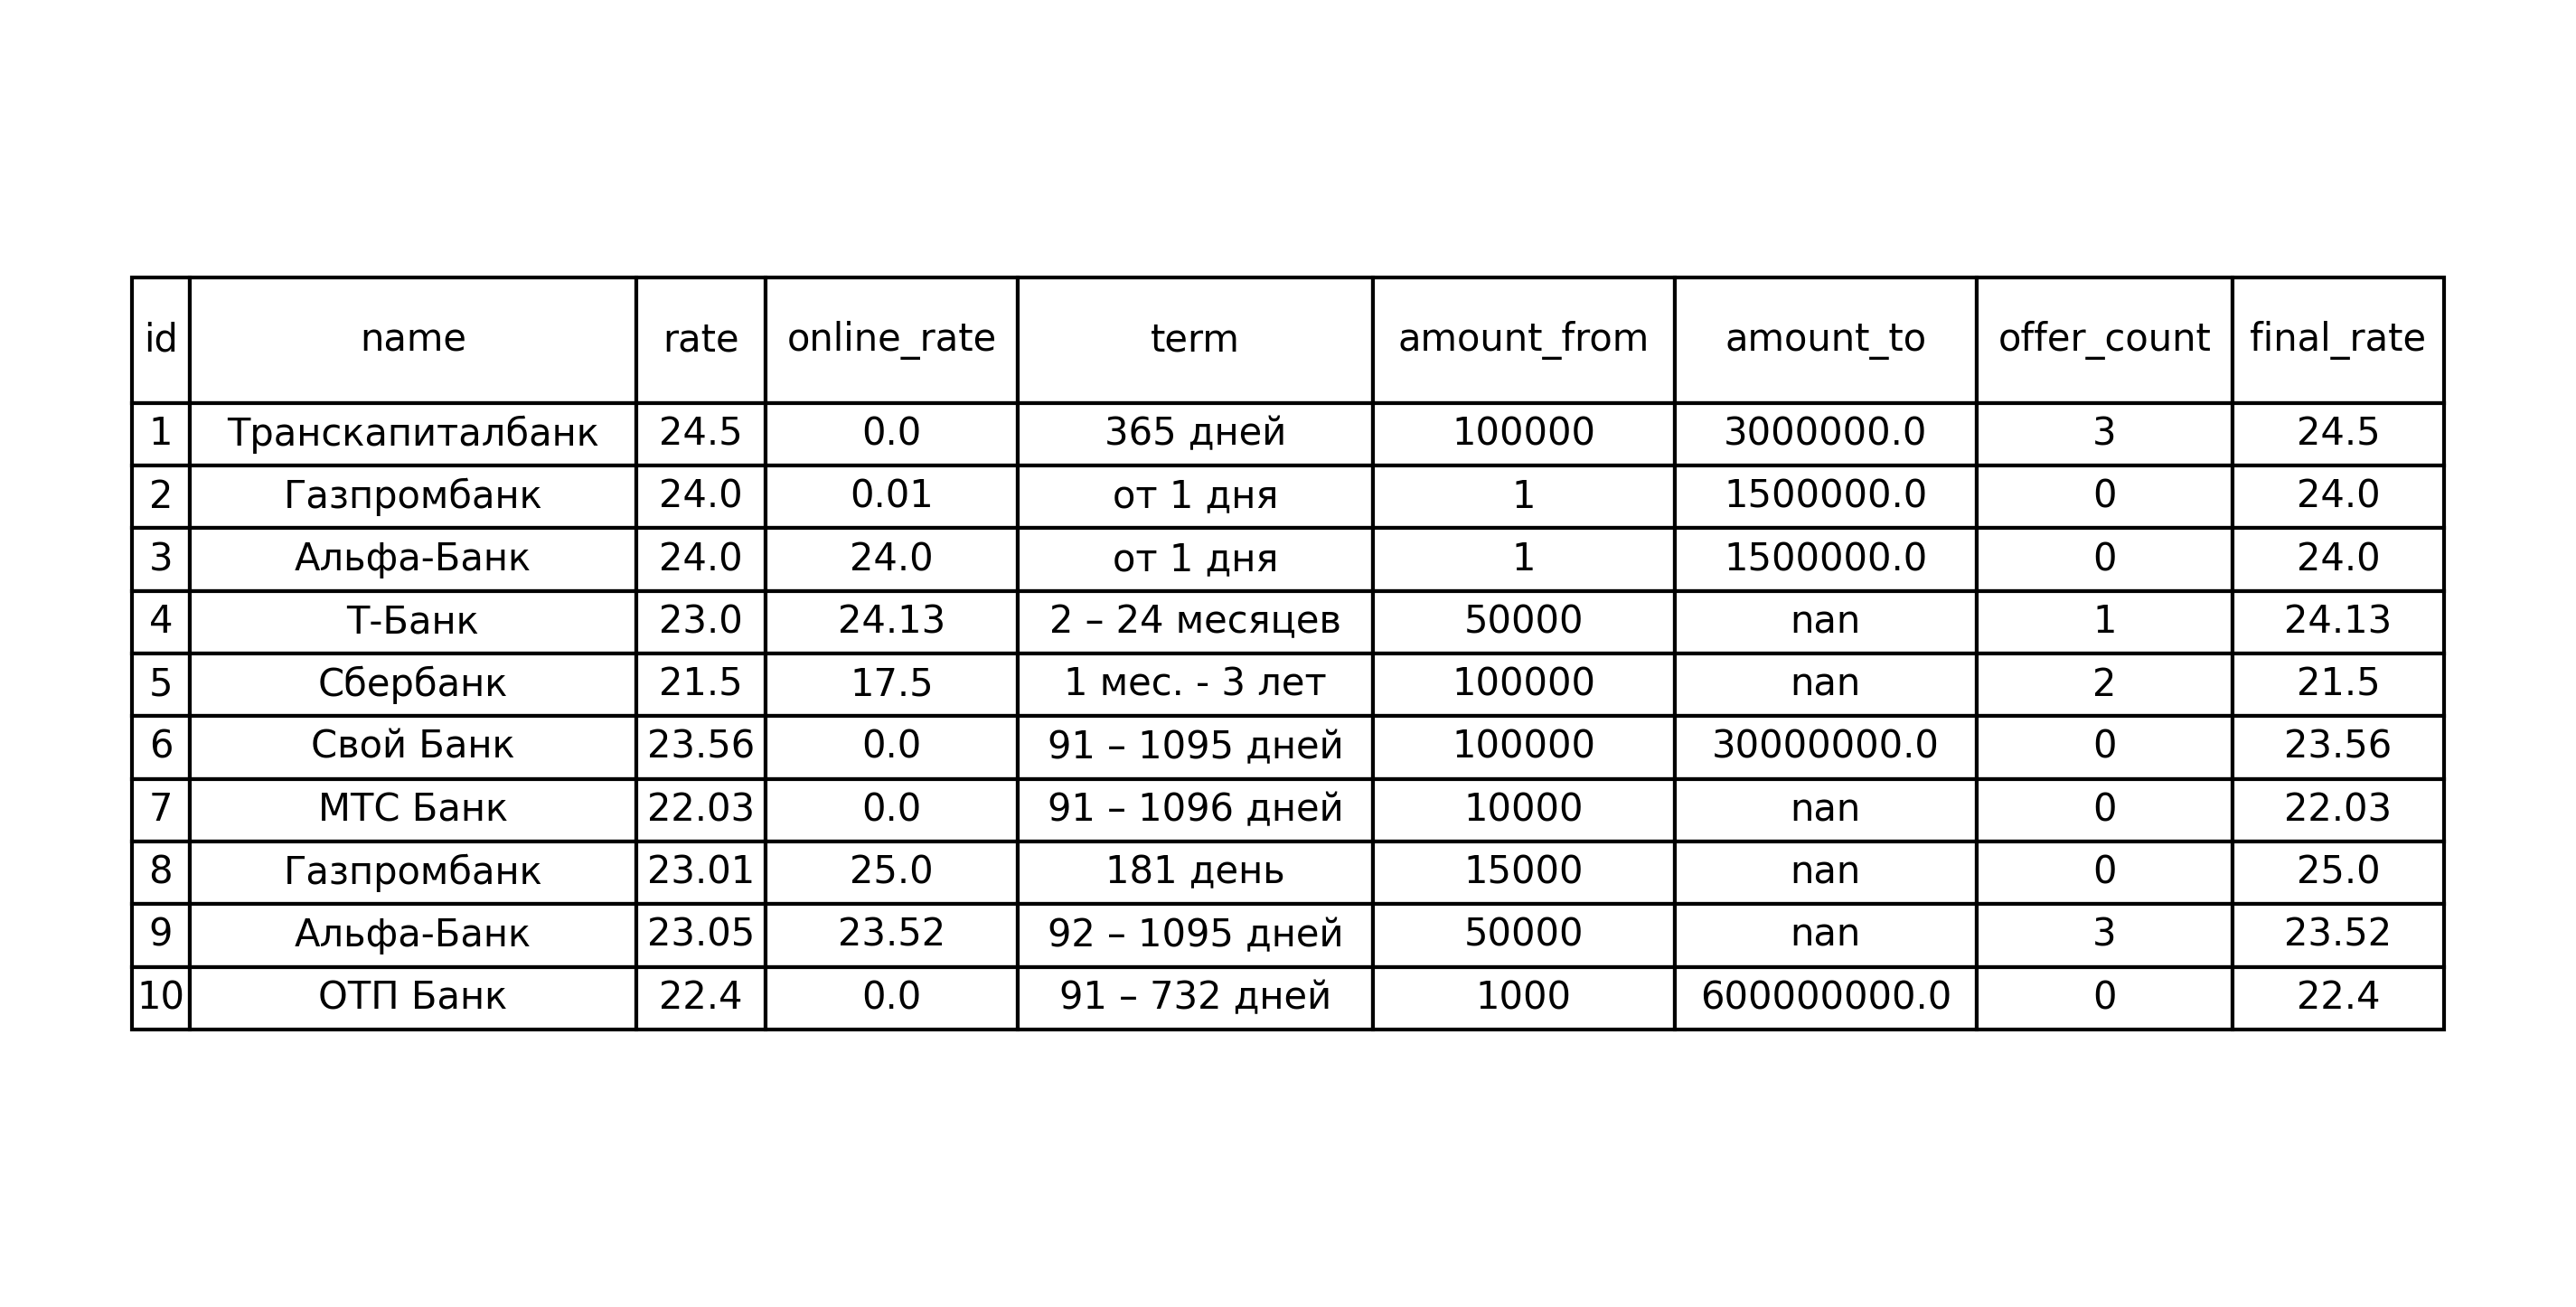 id name rate online_rate term amount_from amount_to offer_count final_rate
1 Транскапиталбанк 24.5 0.0 365 дней 100000 3000000.0 3 24.5
2 Газпромбанк 24.0 0.01 от 1 дня 1 1500000.0 0 24.0
3 Альфа-Банк 24.0 24.0 от 1 дня 1 1500000.0 0 24.0
4 Т-Банк 23.0 24.13 2 – 24 месяцев 50000 nan 1 24.13
5 Сбербанк 21.5 17.5 1 мес. - 3 лет 100000 nan 2 21.5
6 Свой Банк 23.56 0.0 91 – 1095 дней 100000 30000000.0 0 23.56
7 МТС Банк 22.03 0.0 91 – 1096 дней 10000 nan 0 22.03
8 Газпромбанк 23.01 25.0 181 день 15000 nan 0 25.0
9 Альфа-Банк 23.05 23.52 92 – 1095 дней 50000 nan 3 23.52
10 ОТП Банк 22.4 0.0 91 – 732 дней 1000 600000000.0 0 22.4